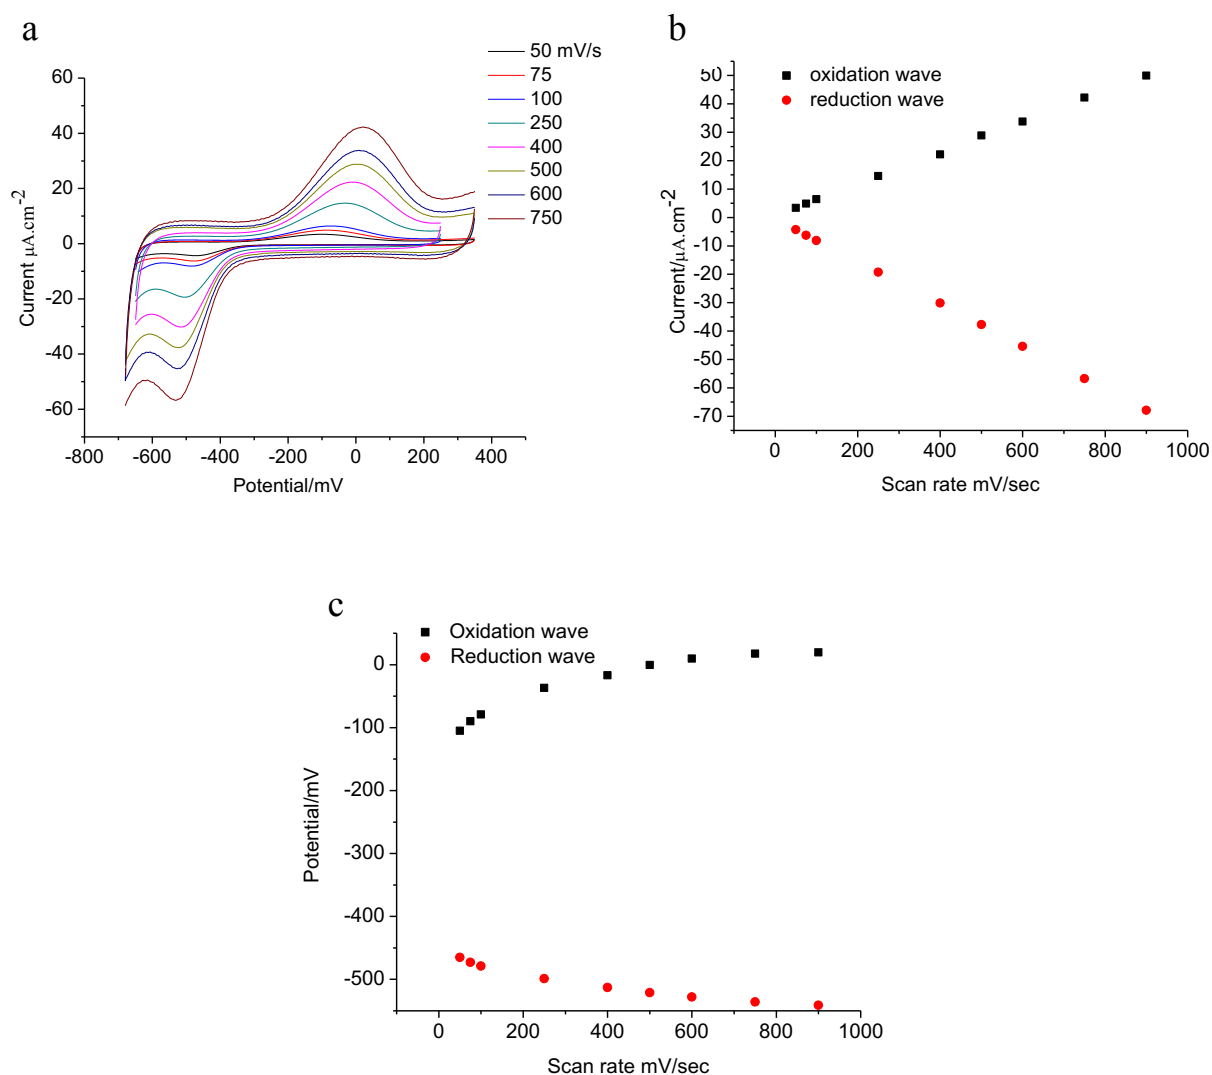 a
50 mV/s
75
100
250
400
500
600
750
60
40
20
0
-20
-40
-60
-800 -600 -400 -200 0 200 400
Current μA.cm-2
Potential/mV
b
oxidation wave
reduction wave
50
40
30
20
10
0
-10
-20
-30
-40
-50
-60
-70
0 200 400 600 800 1000
Current/μA.cm-2
Scan rate mV/sec
c
Oxidation wave
Reduction wave
0
-100
-200
-300
-400
-500
0 200 400 600 800 1000
Potential/mV
Scan rate mV/sec